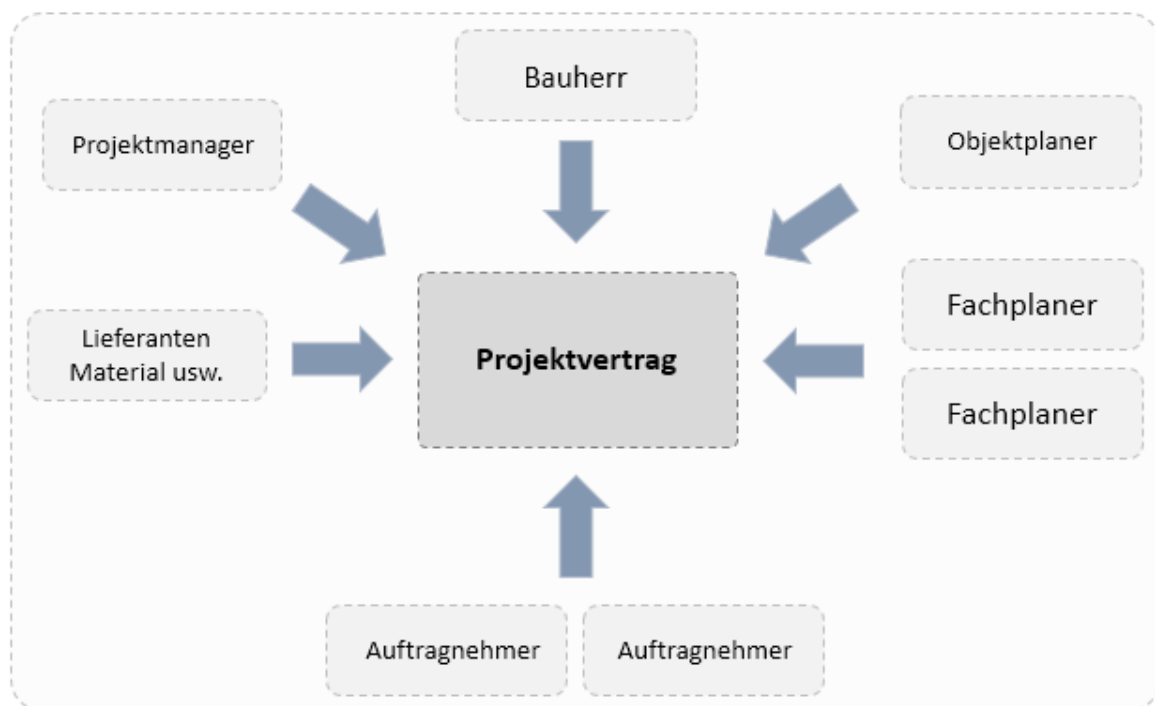 Bauherr
Projektmanager
Objektplaner
Lieferanten
Material usw.
Projektvertrag
Fachplaner
Fachplaner
Auftragnehmer
Auftragnehmer